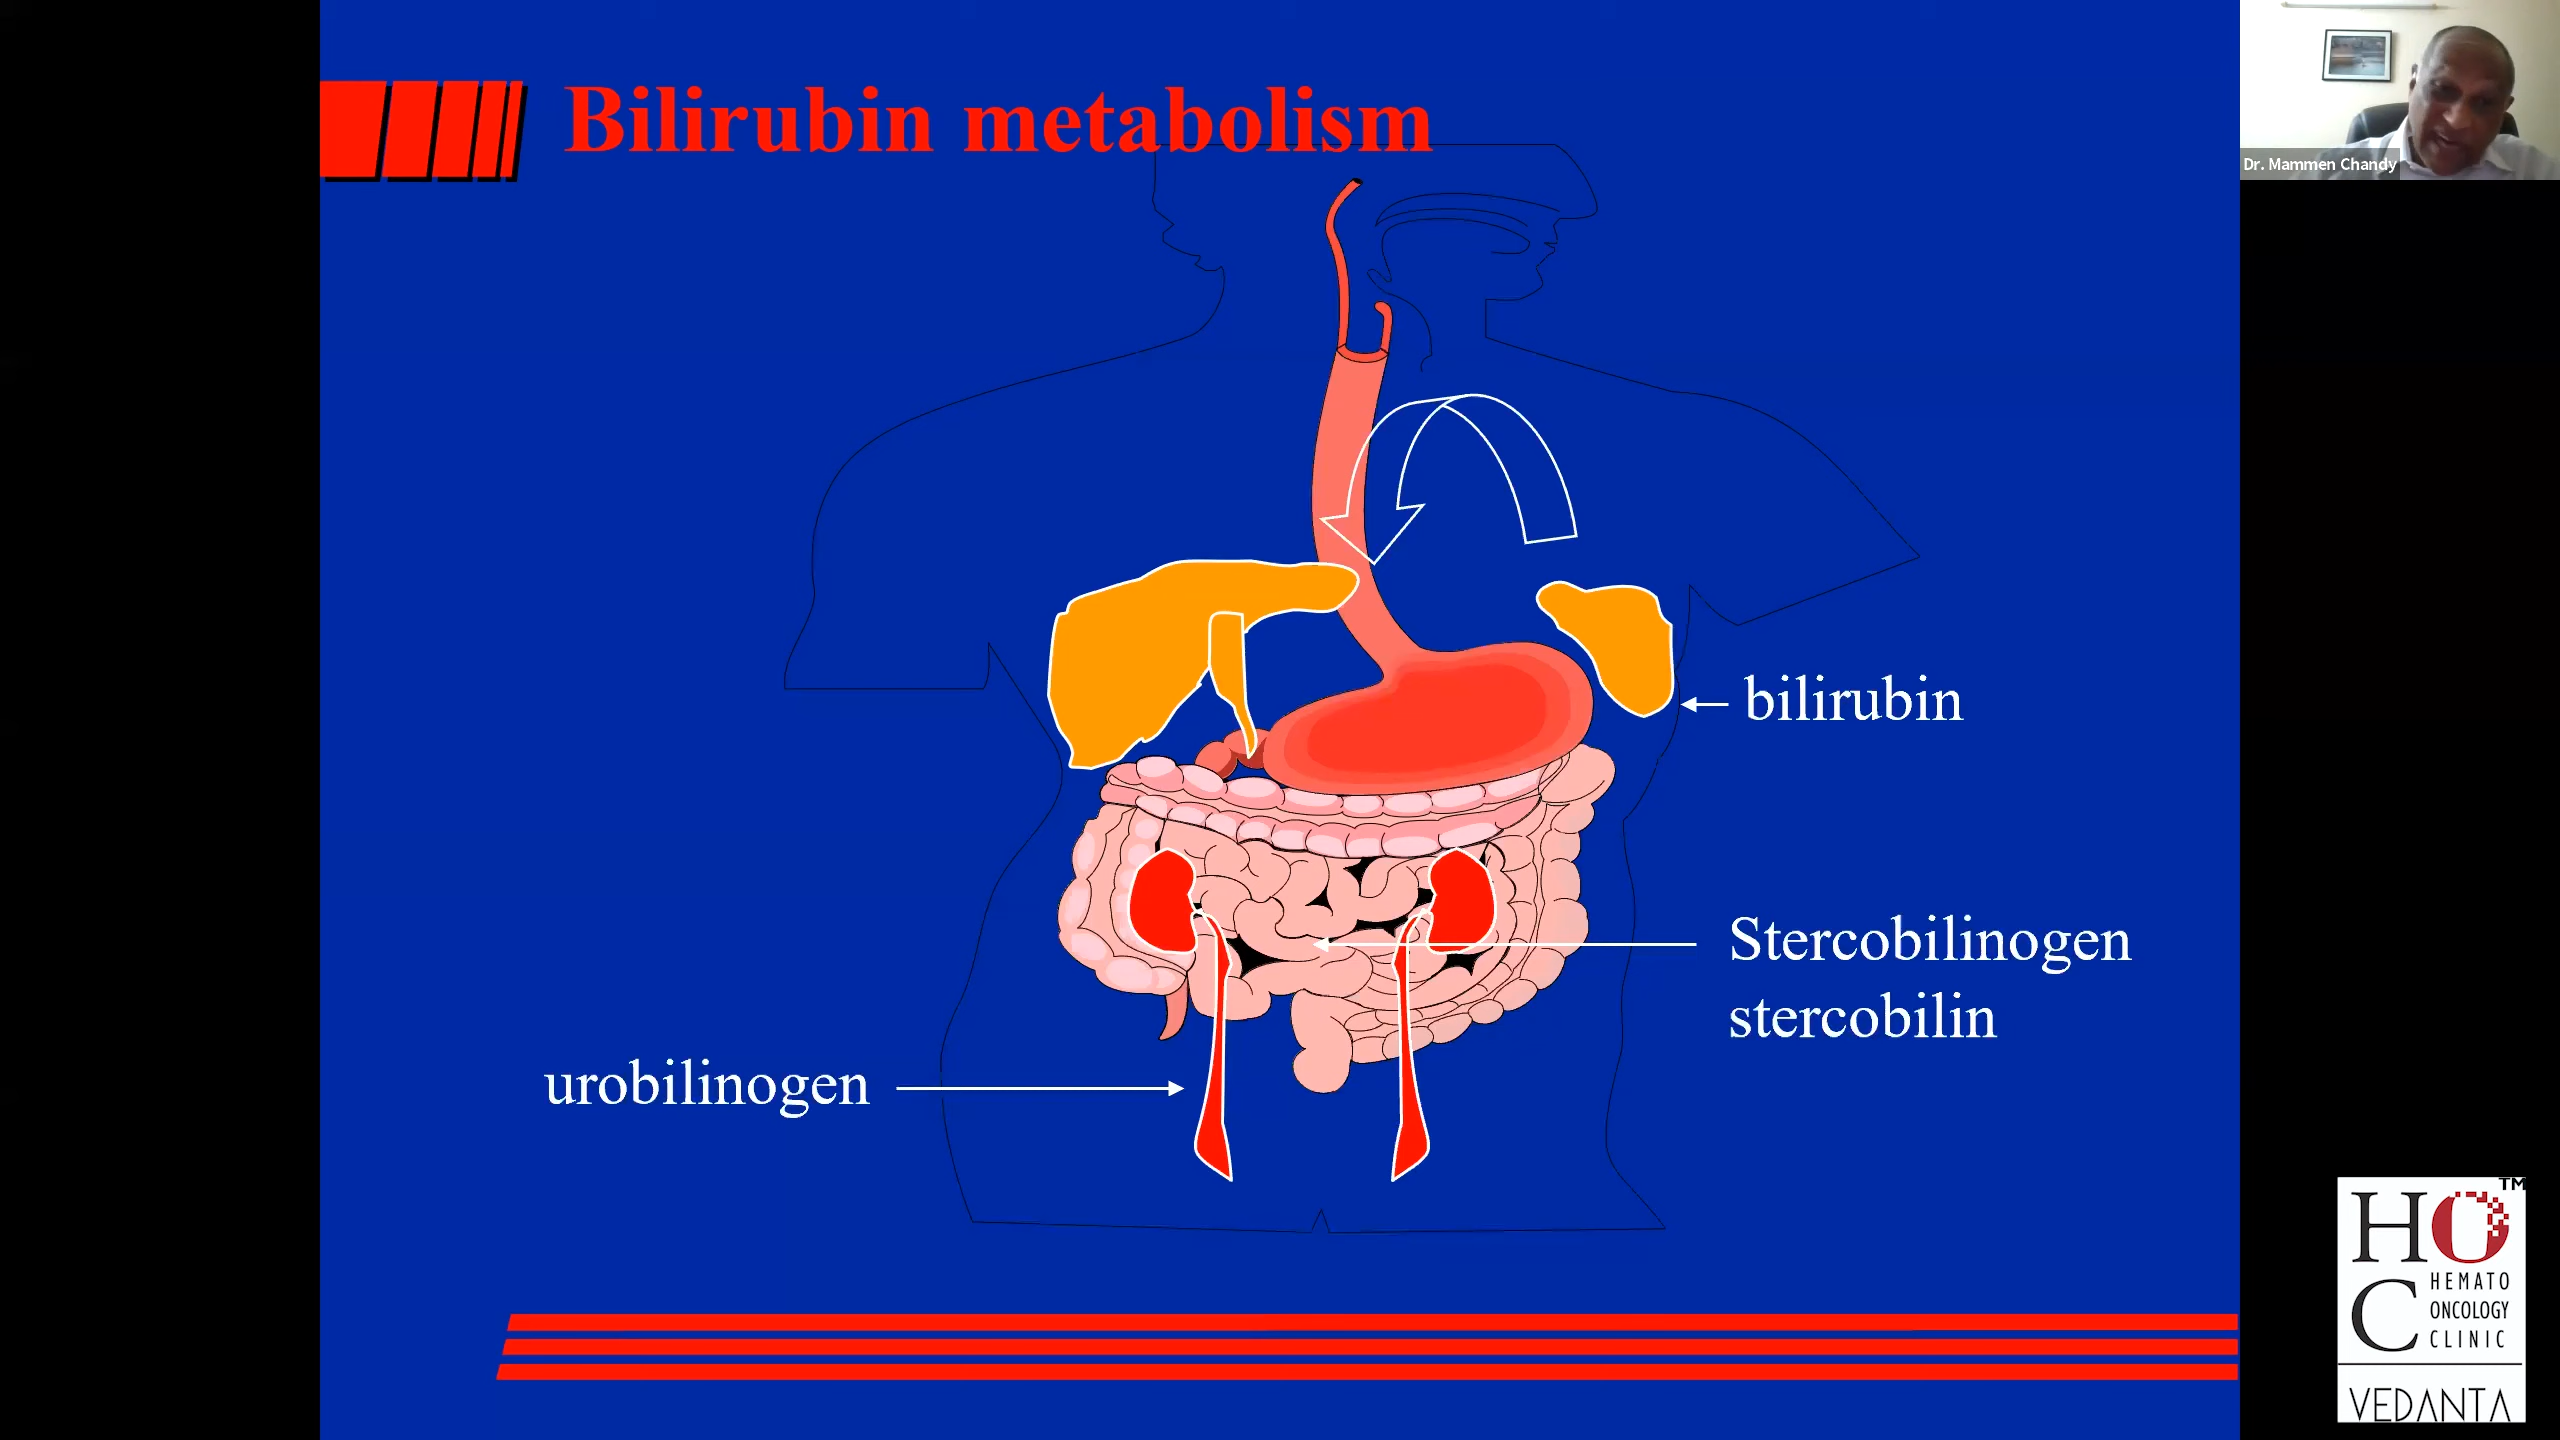 Bilirubin metabolism
Dr. Mammen Chandy
bilirubin
Stercobilinogen
stercobilin
urobilinogen
HOC TM
HEMATO
ONCOLOGY
CLINIC
VEDANTA